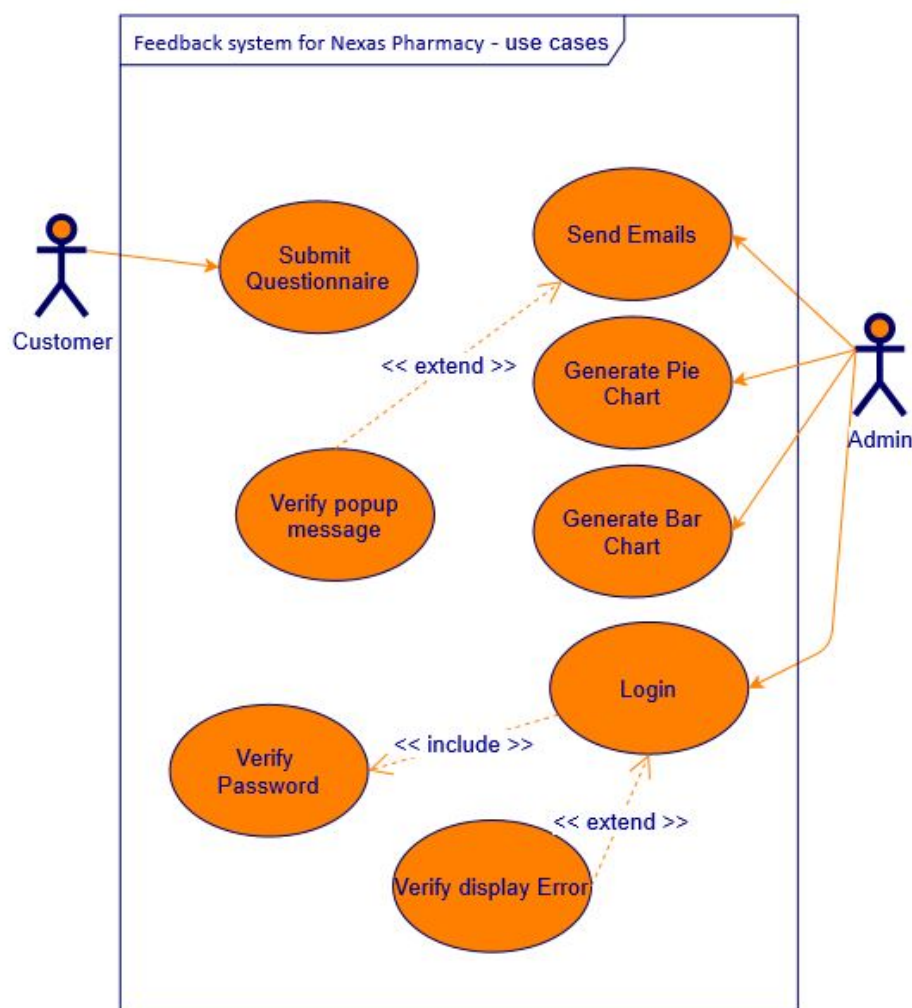 Feedback system for Nexas Pharmacy - use cases
Send Emails
Submit
Questionnaire
Customer
<< extend >>
Generate Pie
Chart
Admin
Verify popup
message
Generate Bar
Chart
Login
<< include >>
Verify
Password
<< extend >>
Verify display Error